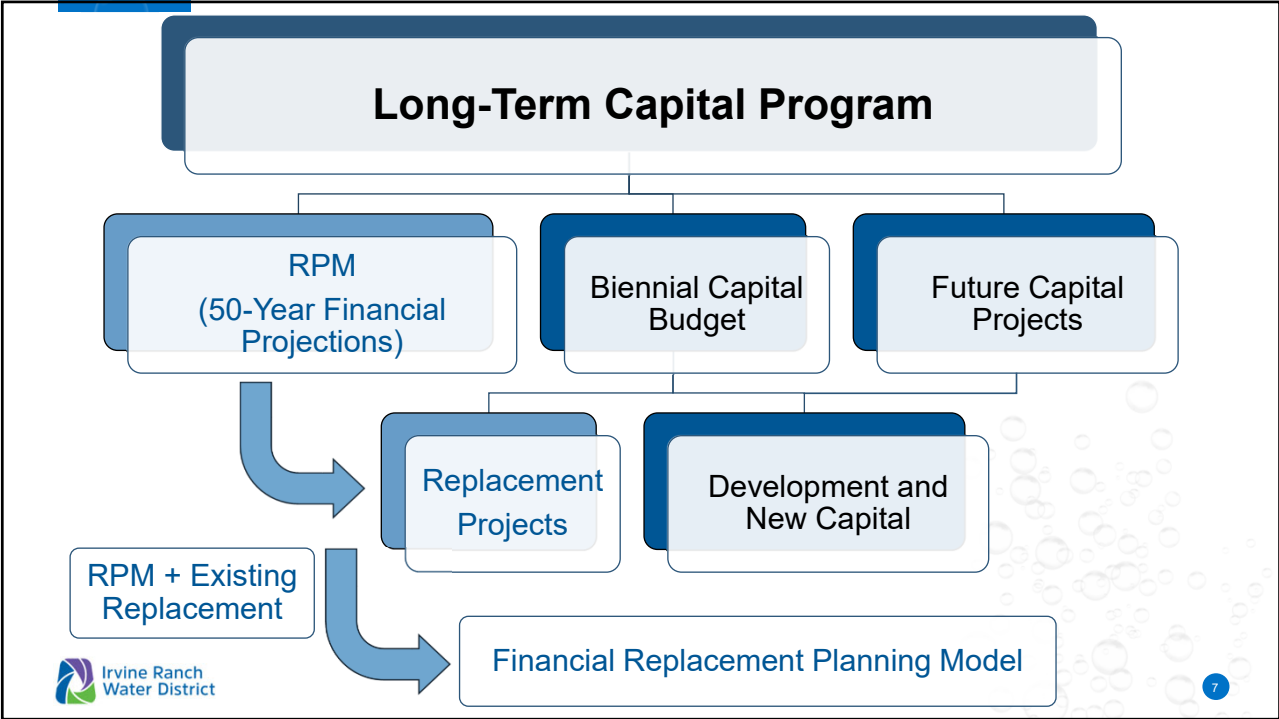 Long-Term Capital Program
RPM
(50-Year Financial
Projections)
Biennial Capital
Budget
Future Capital
Projects
Replacement
Projects
Development and
New Capital
RPM + Existing
Replacement
Financial Replacement Planning Model
Irvine Ranch
Water District
7